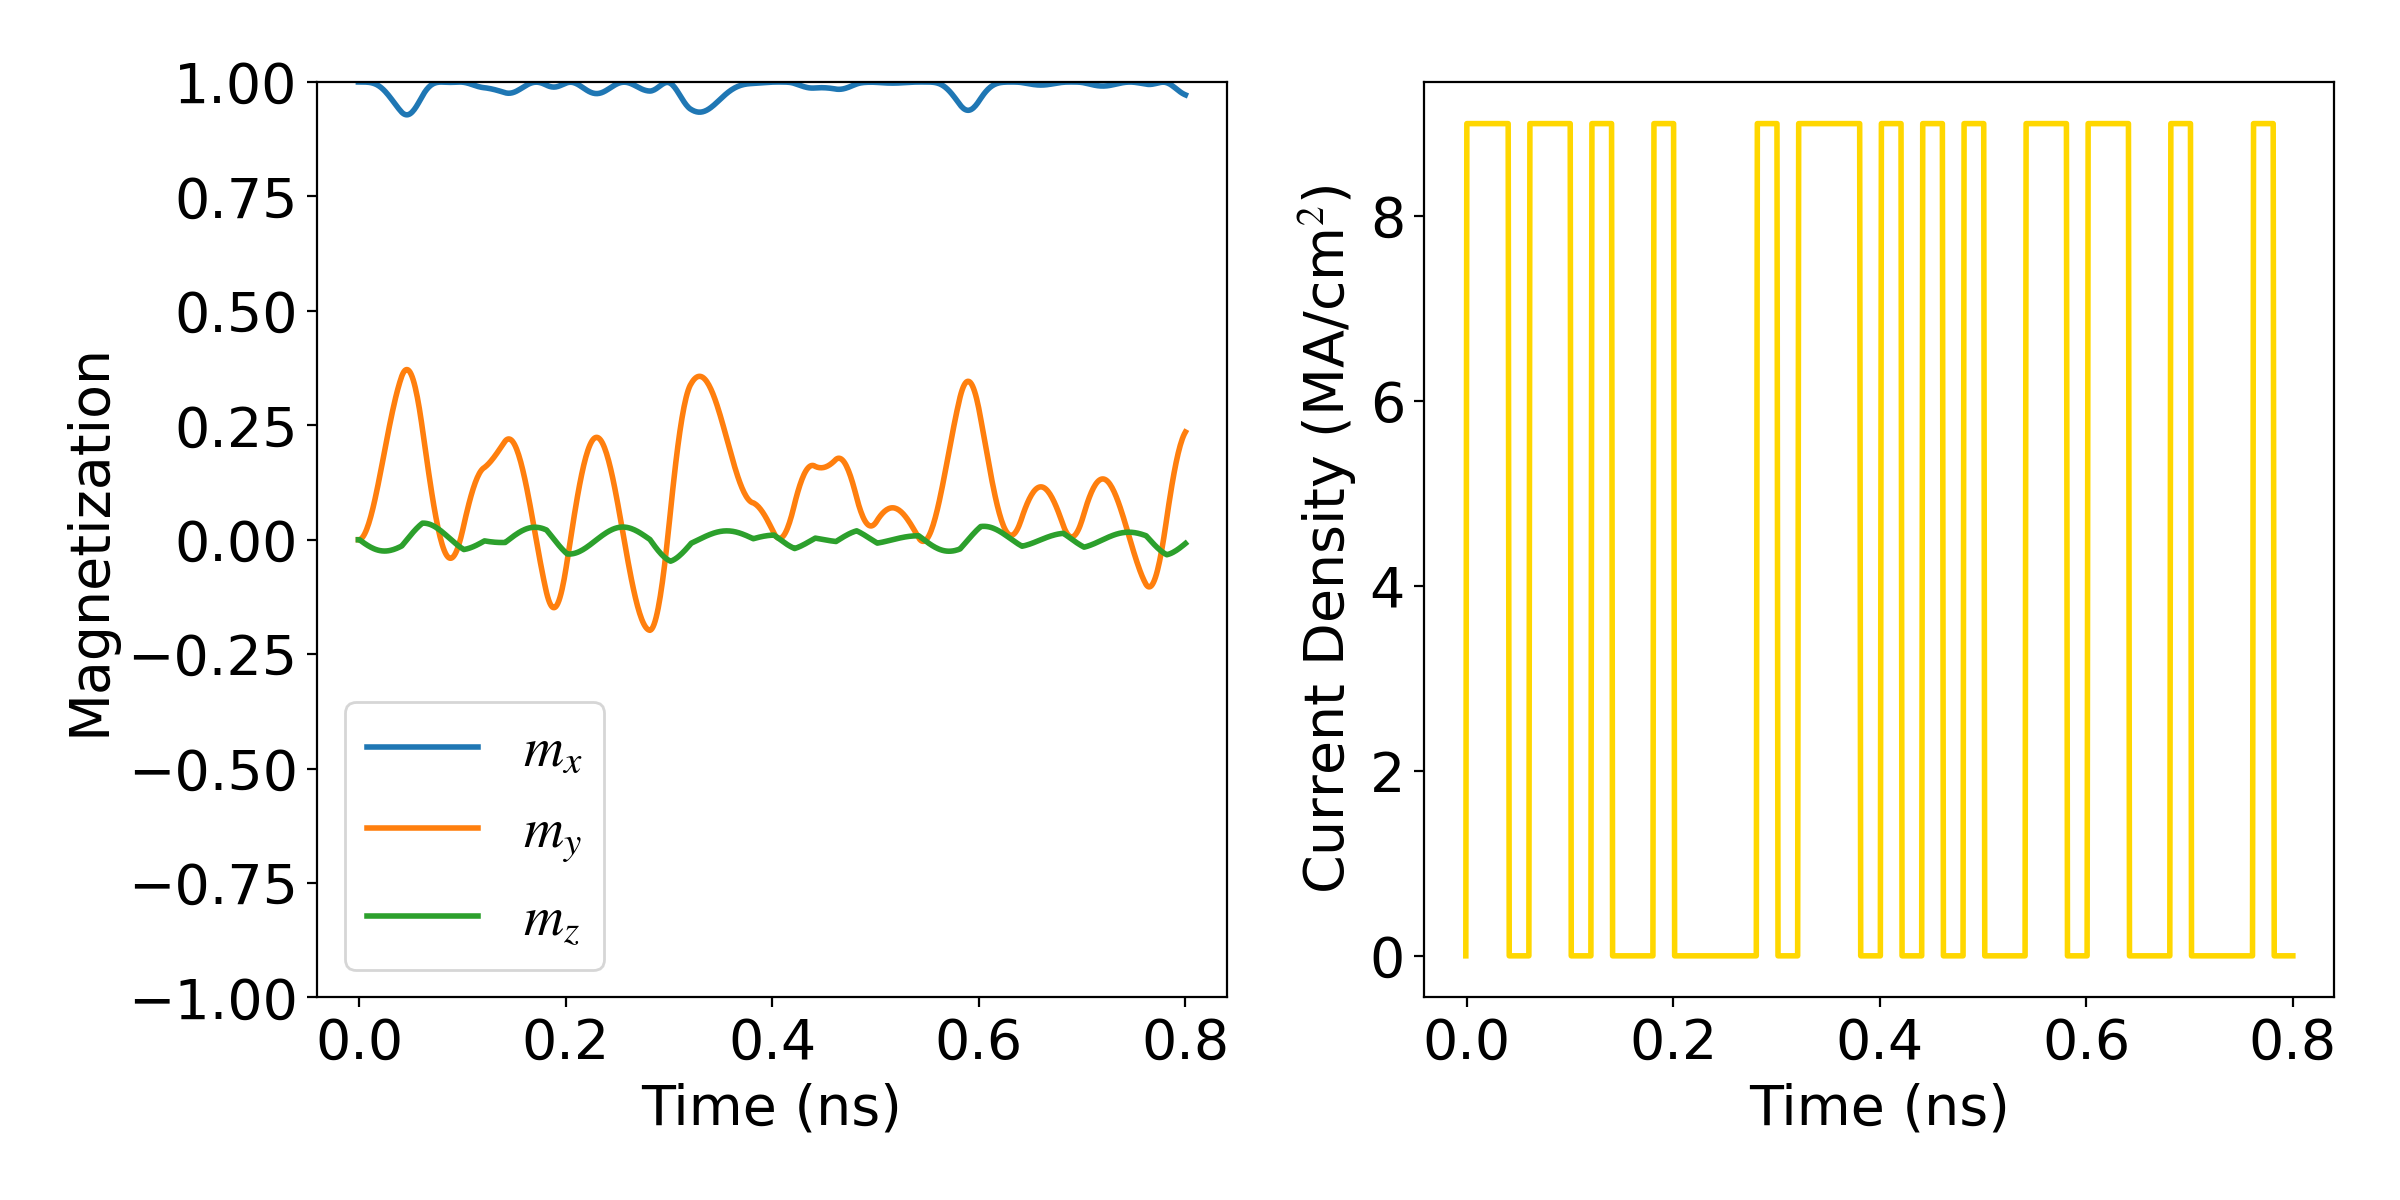 Magnetization
1.00
0.75
0.50
0.25
0.00
−0.25
−0.50
−0.75
−1.00
m_x
m_y
m_z
0.0 0.2 0.4 0.6 0.8
Time (ns)
Current Density (MA/cm²)
8
6
4
2
0
0.0 0.2 0.4 0.6 0.8
Time (ns)